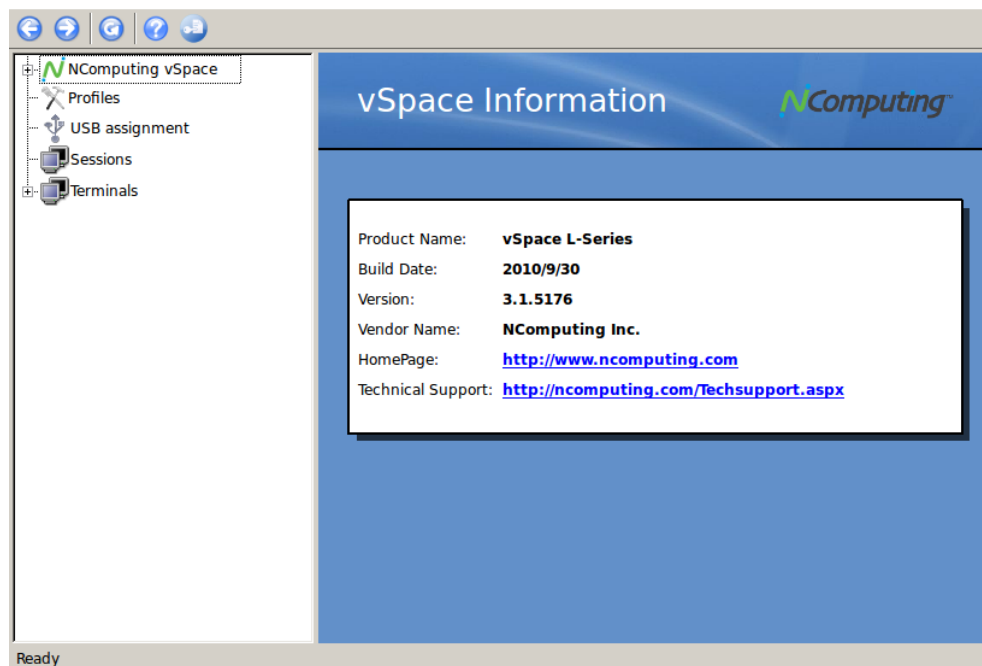 NComputing vSpace
Profiles
USB assignment
Sessions
Terminals
vSpace Information
NComputing™
Product Name: vSpace L-Series
Build Date: 2010/9/30
Version: 3.1.5176
Vendor Name: NComputing Inc.
HomePage: http://www.ncomputing.com
Technical Support: http://ncomputing.com/Techsupport.aspx
Ready